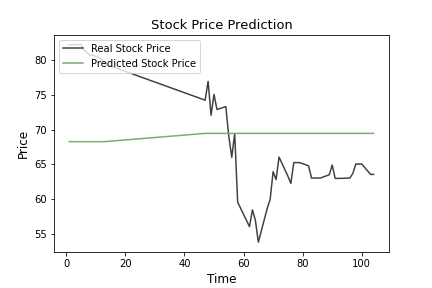 Stock Price Prediction
Real Stock Price
Predicted Stock Price
Price
80
75
70
65
60
55
0 20 40 60 80 100
Time